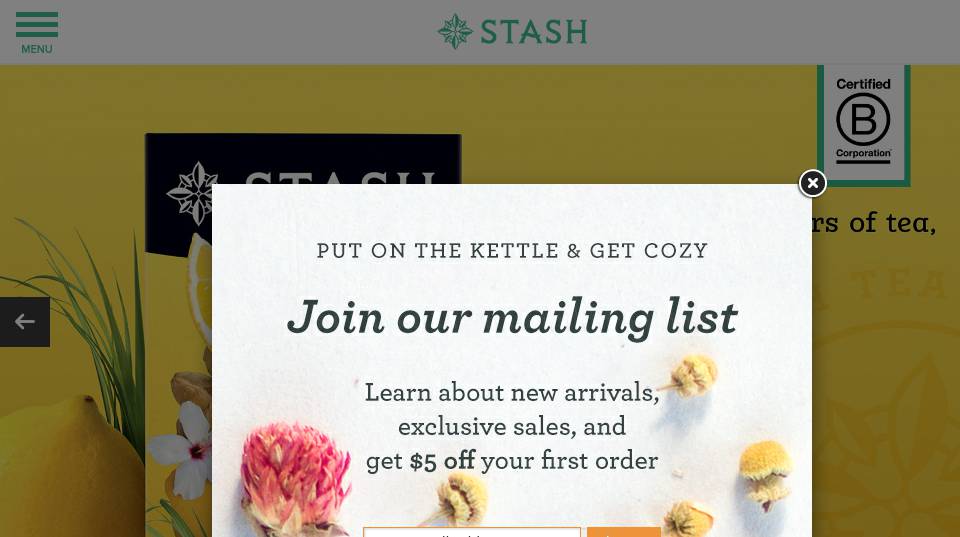 MENU
STASH
Certified
B
Corporation
STASH
rs of tea,
TEA
PUT ON THE KETTLE & GET COZY
Join our mailing list
Learn about new arrivals,
exclusive sales, and
get $5 off your first order